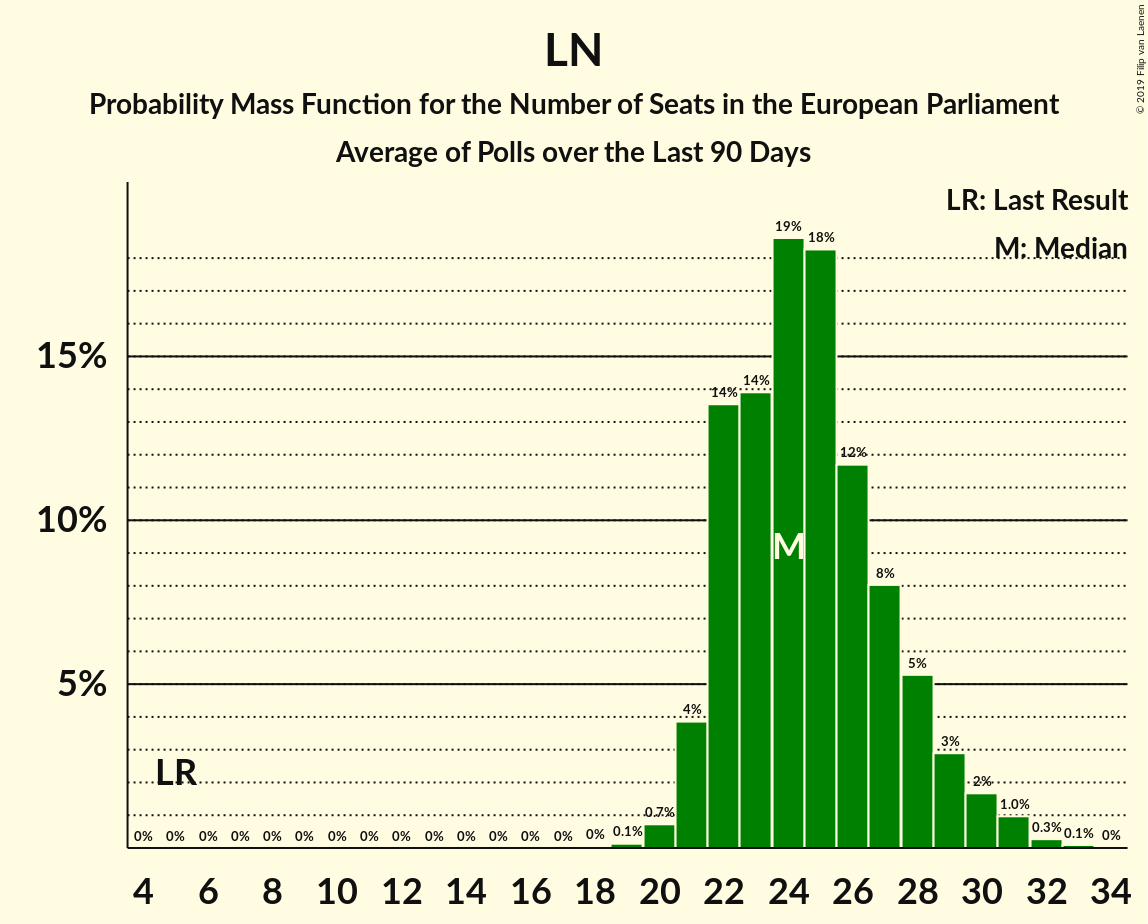 LN
Probability Mass Function for the Number of Seats in the European Parliament
Average of Polls over the Last 90 Days
© 2019 Filip van Laenen
LR: Last Result
M: Median
15%
10%
5%
LR
M
0% 0% 0% 0% 0% 0% 0% 0% 0% 0% 0% 0% 0% 0% 0% 0.1% 0.7% 4% 14% 14% 19% 18% 12% 8% 5% 3% 2% 1.0% 0.3% 0.1% 0%
4 6 8 10 12 14 16 18 20 22 24 26 28 30 32 34